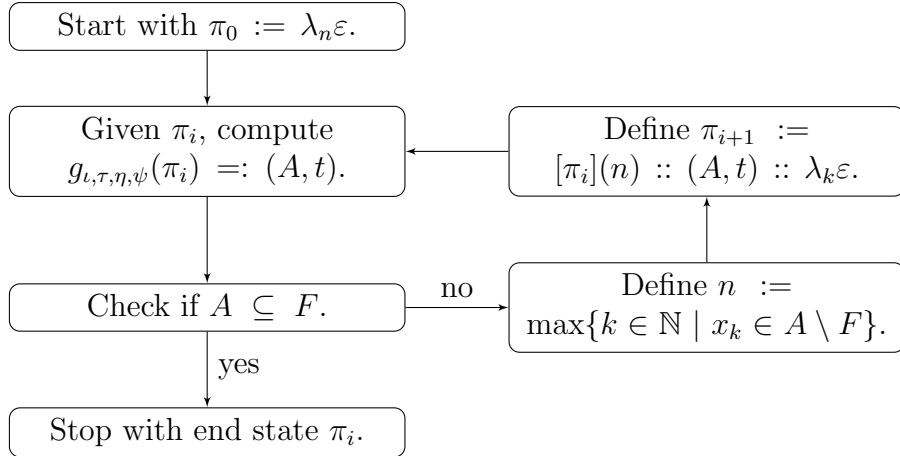 Start with π₀ := λₙε.
Given πᵢ, compute
g_{ι,τ,η,ψ}(πᵢ) =: (A, t).
Define πᵢ₊₁ :=
[πᵢ](n) :: (A, t) :: λₖε.
Check if A ⊆ F.
no
Define n :=
max{k ∈ ℕ | xₖ ∈ A \ F}.
yes
Stop with end state πᵢ.